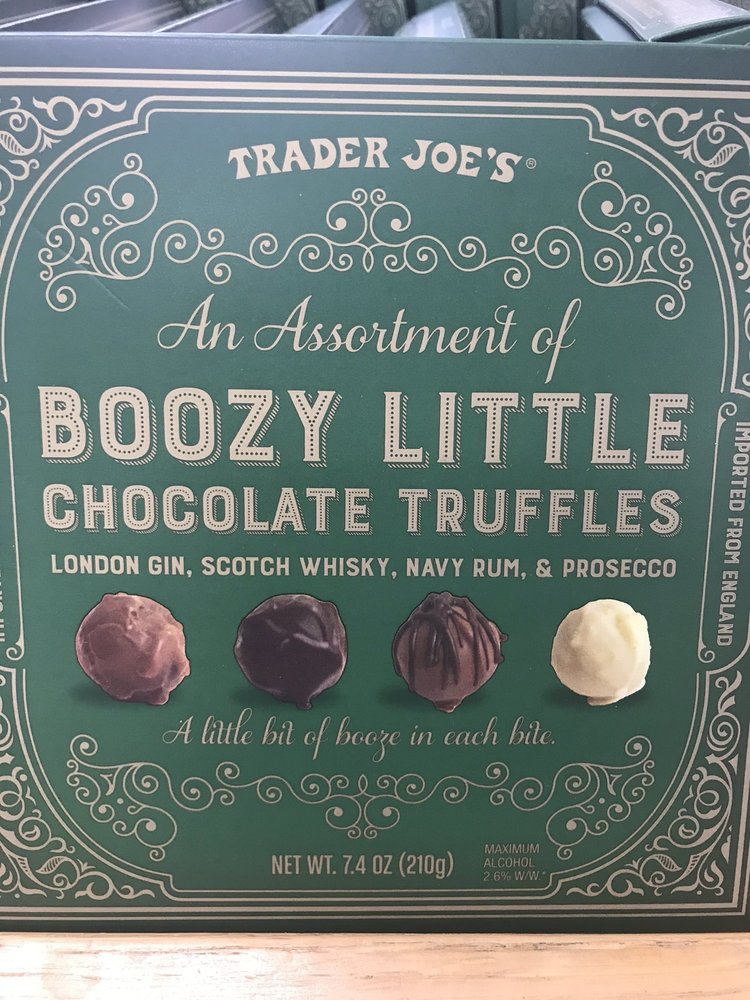 TRADER JOE'S®
An Assortment of
BOOZY LITTLE
CHOCOLATE TRUFFLES
LONDON GIN, SCOTCH WHISKY, NAVY RUM, & PROSECCO
A little bit of booze in each bite.
NET WT. 7.4 OZ (210g)
MAXIMUM
ALCOHOL
2.6% W/W.*
IMPORTED FROM ENGLAND